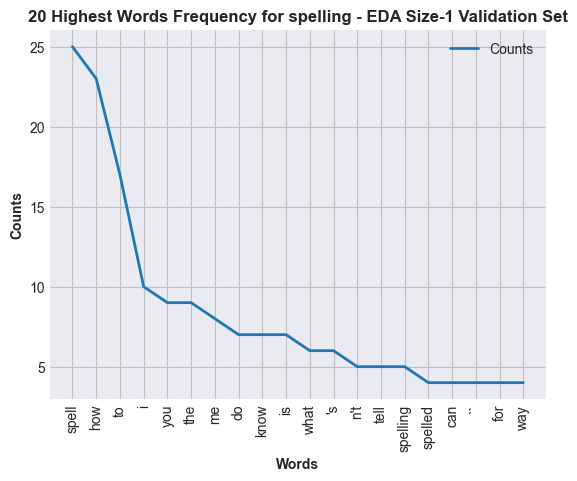 20 Highest Words Frequency for spelling - EDA Size-1 Validation Set
Counts
25
20
15
10
5
Counts
spell
how
to
i
you
the
me
do
know
is
what
's
n't
tell
spelling
spelled
can
``
for
way
Words